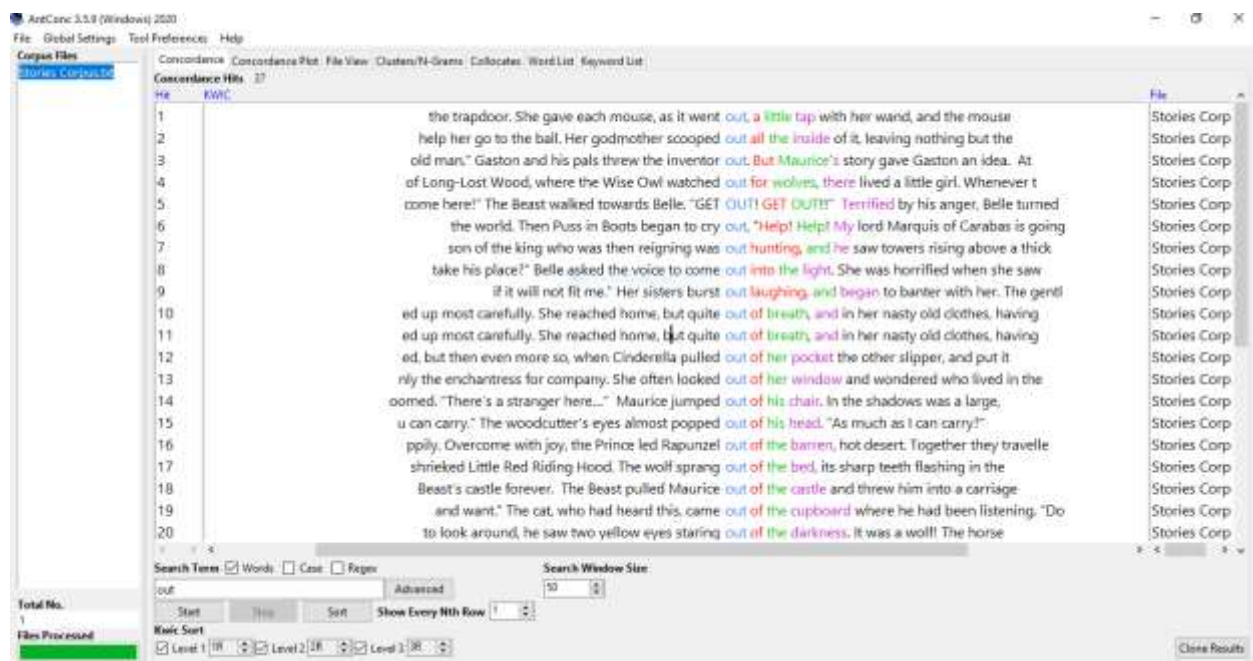 AntConc 3.5.9 (Windows) 2020
File Global Settings Tool Preferences Help
Corpus Files
Stories Corpus.txt
Concordance Concordance Plot File View Clusters/N-Grams Collocates Word List Keyword List
Concordance Hits 37
Hit KWIC File
1 the trapdoor. She gave each mouse, as it went out, a little tap with her wand, and the mouse Stories Corp
2 help her go to the ball. Her godmother scooped out all the inside of it, leaving nothing but the Stories Corp
3 old man." Gaston and his pals threw the inventor out. But Maurice's story gave Gaston an idea. At Stories Corp
4 of Long-Lost Wood, where the Wise Owl watched out for wolves, there lived a little girl. Whenever t Stories Corp
5 come here!" The Beast walked towards Belle. "GET OUT! GET OUT!!" Terrified by his anger, Belle turned Stories Corp
6 the world. Then Puss in Boots began to cry out, "Help! Help! My lord Marquis of Carabas is going Stories Corp
7 son of the king who was then reigning was out hunting, and he saw towers rising above a thick Stories Corp
8 take his place?" Belle asked the voice to come out into the light. She was horrified when she saw Stories Corp
9 if it will not fit me." Her sisters burst out laughing, and began to banter with her. The gentl Stories Corp
10 ed up most carefully. She reached home, but quite out of breath, and in her nasty old clothes, having Stories Corp
11 ed up most carefully. She reached home, but quite out of breath, and in her nasty old clothes, having Stories Corp
12 ed, but then even more so, when Cinderella pulled out of her pocket the other slipper, and put it Stories Corp
13 nly the enchantress for company. She often looked out of her window and wondered who lived in the Stories Corp
14 oomed. "There's a stranger here..." Maurice jumped out of his chair. In the shadows was a large, Stories Corp
15 u can carry." The woodcutter's eyes almost popped out of his head. "As much as I can carry?" Stories Corp
16 ppily. Overcome with joy, the Prince led Rapunzel out of the barren, hot desert. Together they travelle Stories Corp
17 shrieked Little Red Riding Hood. The wolf sprang out of the bed, its sharp teeth flashing in the Stories Corp
18 Beast's castle forever. The Beast pulled Maurice out of the castle and threw him into a carriage Stories Corp
19 and want." The cat, who had heard this, came out of the cupboard where he had been listening. "Do Stories Corp
20 to look around, he saw two yellow eyes staring out of the darkness. It was a wolf! The horse Stories Corp
Search Term Words Case Regex Search Window Size
out Advanced 50
Start Stop Sort Show Every Nth Row 1
Total No.
1
Files Processed
Kwic Sort
Level 1 1R Level 2 2R Level 3 3R Clone Results